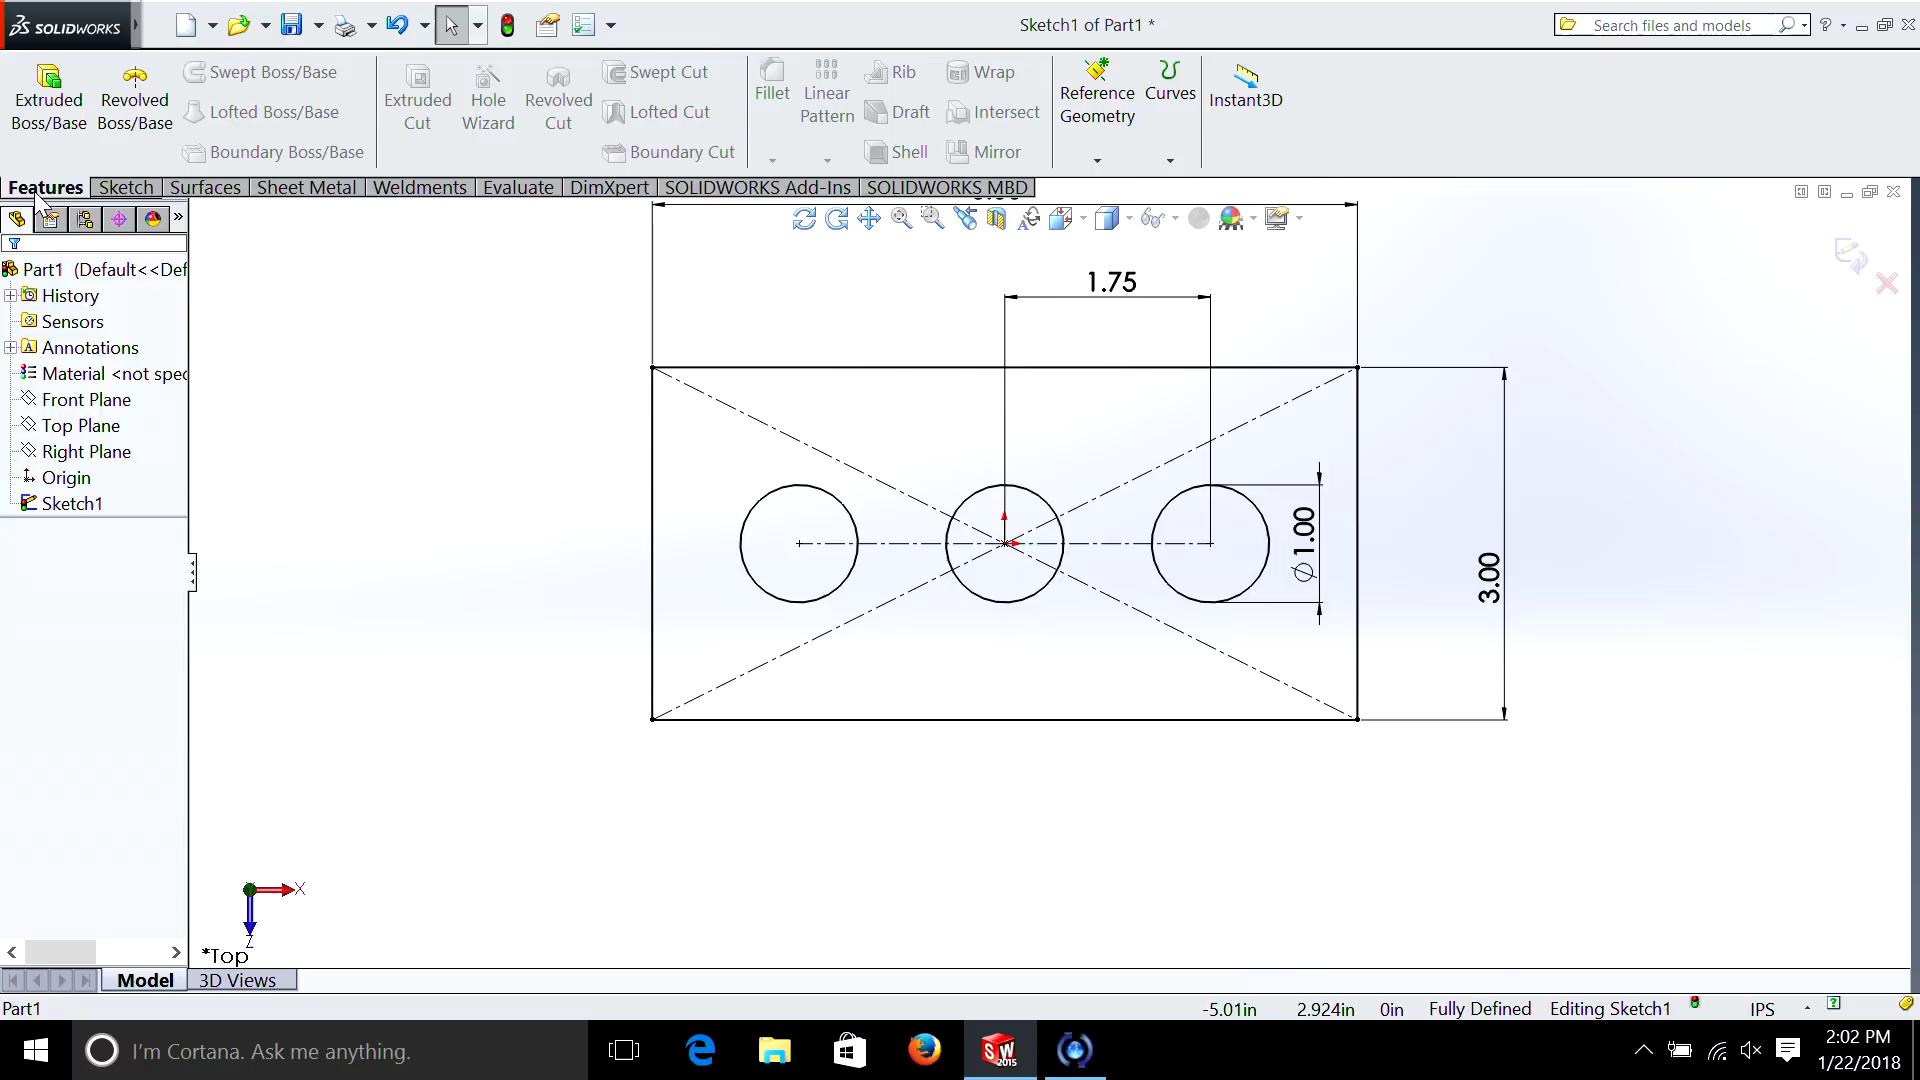 SOLIDWORKS
Sketch1 of Part1 *
Search files and models
?
Extruded Boss/Base
Revolved Boss/Base
Swept Boss/Base
Lofted Boss/Base
Boundary Boss/Base
Extruded Cut
Hole Wizard
Revolved Cut
Swept Cut
Lofted Cut
Boundary Cut
Fillet
Linear Pattern
Rib
Draft
Shell
Wrap
Intersect
Mirror
Reference Geometry
Curves
Instant3D
Features
Sketch
Surfaces
Sheet Metal
Weldments
Evaluate
DimXpert
SOLIDWORKS Add-Ins
SOLIDWORKS MBD
Part1 (Default<<Def
History
Sensors
Annotations
Material <not spec
Front Plane
Top Plane
Right Plane
Origin
Sketch1
1.75
∅1.00
3.00
X
Z
*Top
Model
3D Views
Part1
-5.01in
2.924in
0in
Fully Defined
Editing Sketch1
IPS
I'm Cortana. Ask me anything.
SW
2015
2:02 PM
1/22/2018